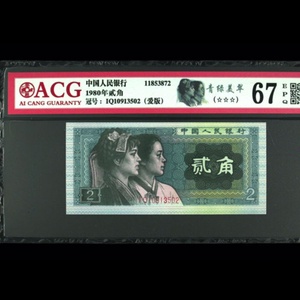 ACG
AI CANG GUARANTY
中国人民银行 11853872
1980年贰角
冠号：IQ10913502（爱版）
青绿美翠
(☆☆☆)
67
EPQ
中国人民银行
贰角
2
2
IQ10913502